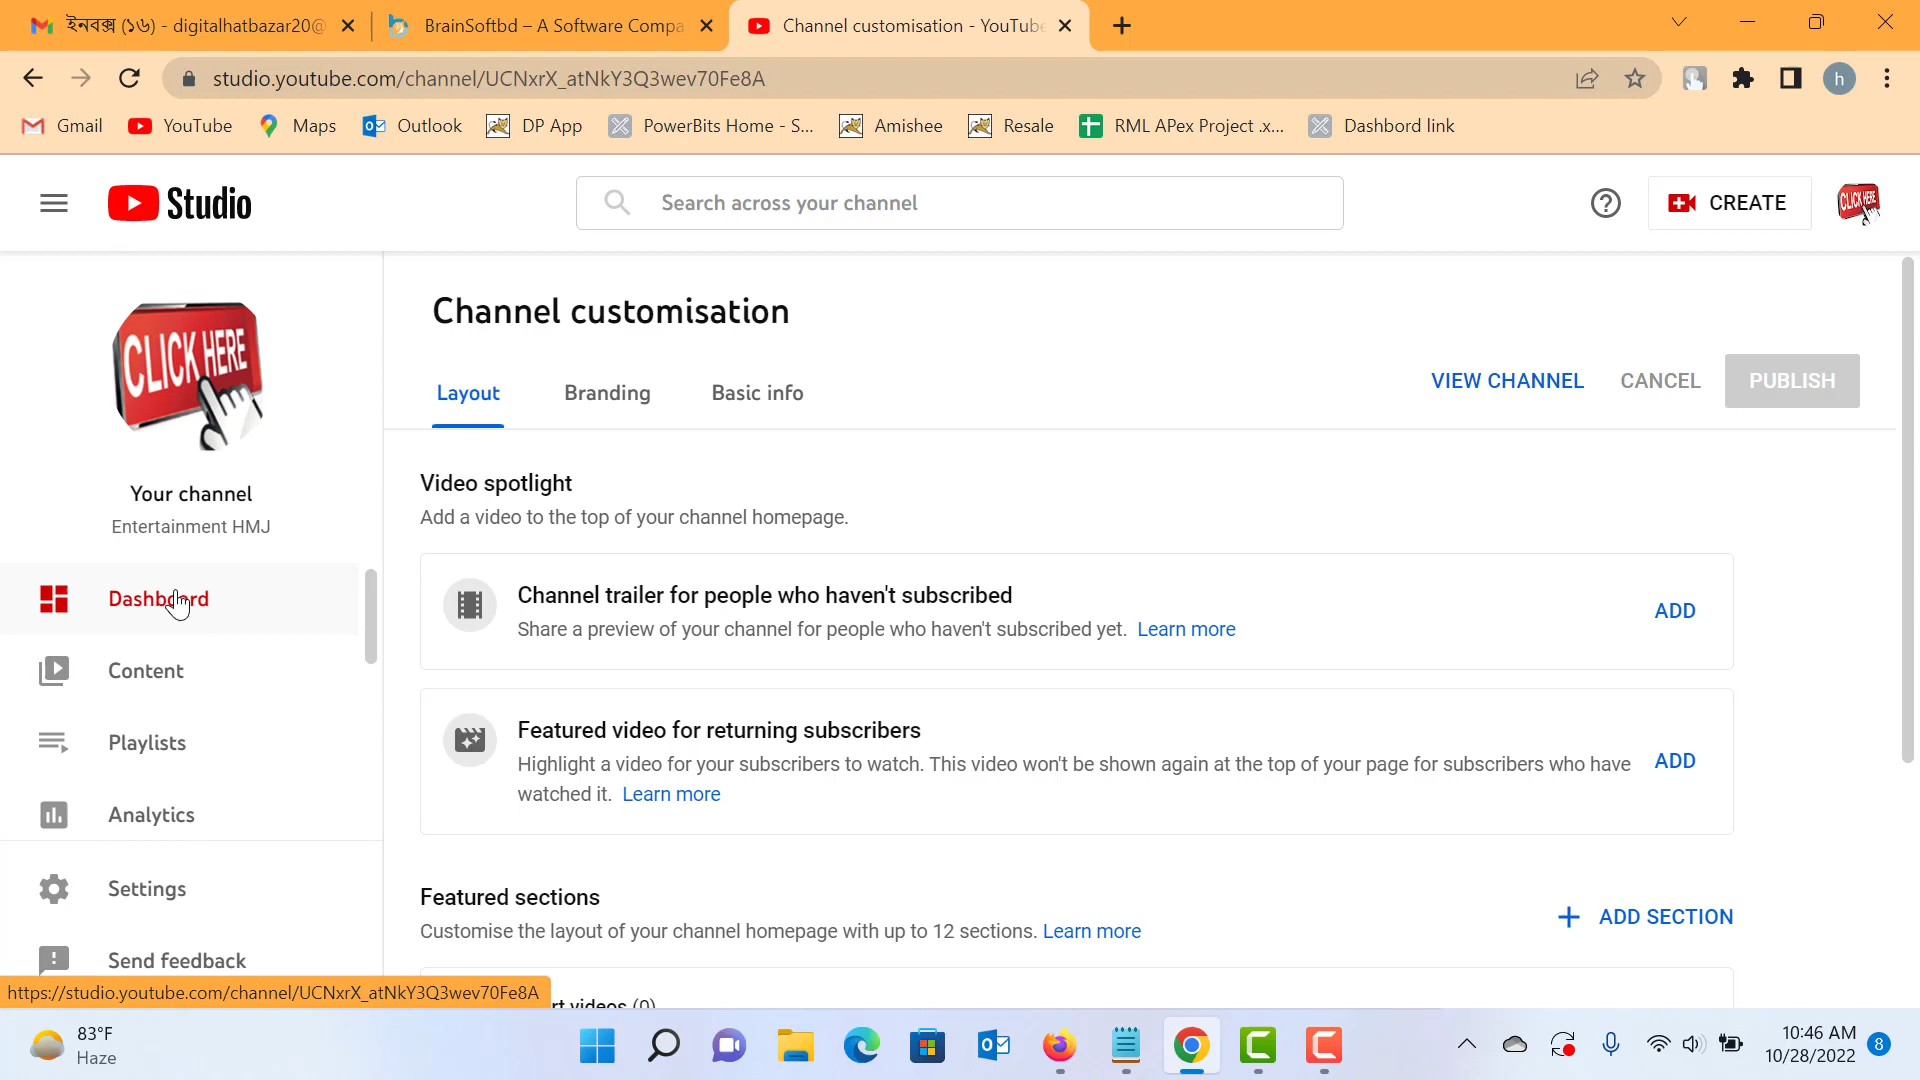 ইনবক্স (১৬) - digitalhatbazar20@
BrainSoftbd – A Software Compa
Channel customisation - YouTube
studio.youtube.com/channel/UCNxrX_atNkY3Q3wev70Fe8A
h
Gmail
YouTube
Maps
Outlook
DP App
PowerBits Home - S...
Amishee
Resale
RML APex Project .x...
Dashbord link
Studio
Search across your channel
CREATE
CLICK HERE
CLICK HERE
Your channel
Entertainment HMJ
Dashboard
Content
Playlists
Analytics
Settings
Send feedback
Channel customisation
Layout
Branding
Basic info
VIEW CHANNEL
CANCEL
PUBLISH
Video spotlight
Add a video to the top of your channel homepage.
Channel trailer for people who haven't subscribed
Share a preview of your channel for people who haven't subscribed yet. Learn more
ADD
Featured video for returning subscribers
Highlight a video for your subscribers to watch. This video won't be shown again at the top of your page for subscribers who have
watched it. Learn more
ADD
Featured sections
Customise the layout of your channel homepage with up to 12 sections. Learn more
ADD SECTION
videos (0)
https://studio.youtube.com/channel/UCNxrX_atNkY3Q3wev70Fe8A
83°F
Haze
10:46 AM
10/28/2022
8